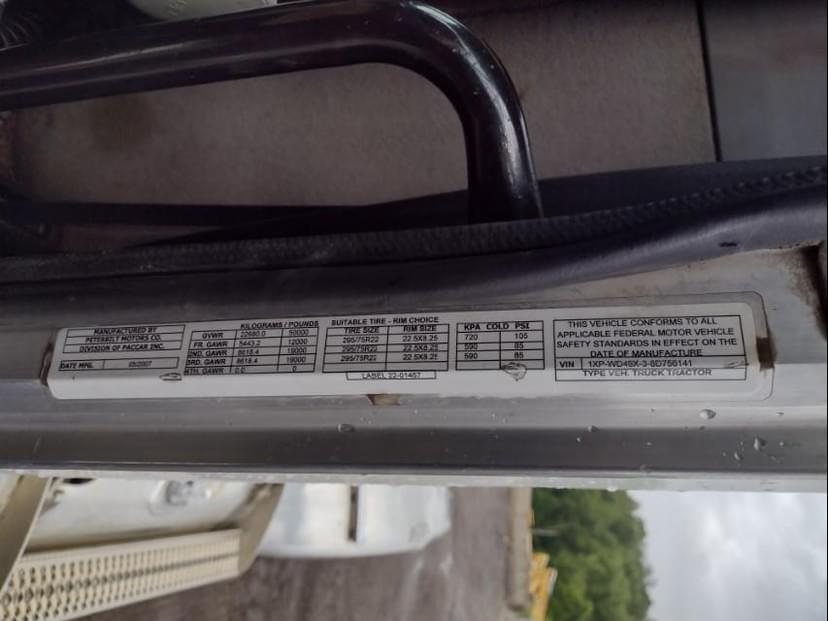 MANUFACTURED BY
PETERBILT MOTORS CO.
DIVISION OF PACCAR INC.
DATE MFG. 03/2007
KILOGRAMS / POUNDS
GVWR 22680.0 50000
FR. GAWR 5443.2 12000
2ND. GAWR 8618.4 19000
3RD. GAWR 8618.4 19000
4TH. GAWR 0.0 0
SUITABLE TIRE - RIM CHOICE
TIRE SIZE RIM SIZE
295/75R22 22.5X8.25
295/75R22 22.5X8.25
295/75R22 22.5X8.25
LABEL 22-01457
KPA COLD PSI
720 105
590 85
590 85
THIS VEHICLE CONFORMS TO ALL
APPLICABLE FEDERAL MOTOR VEHICLE
SAFETY STANDARDS IN EFFECT ON THE
DATE OF MANUFACTURE
VIN 1XP-WD49X-3-8D756141
TYPE VEH. TRUCK TRACTOR